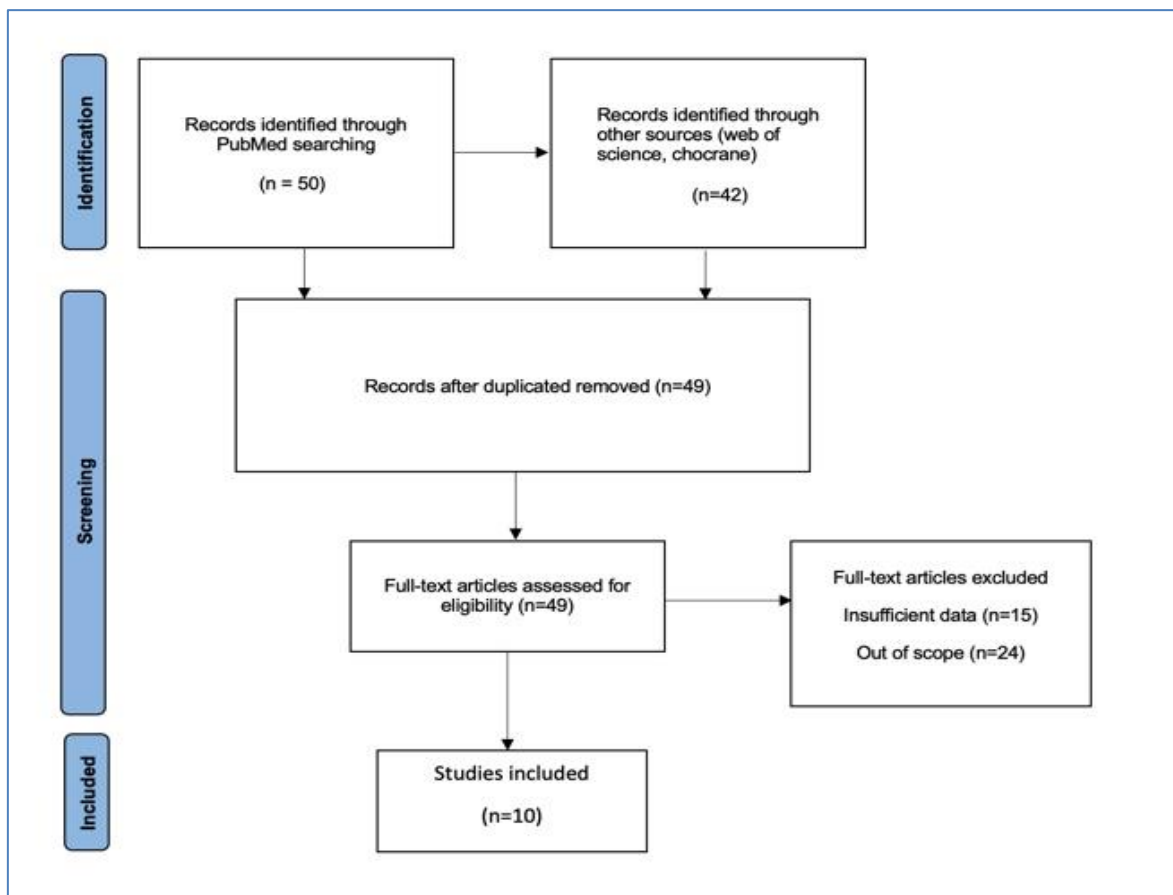 Identification
Records identified through
PubMed searching
(n = 50)
Records identified through
other sources (web of
science, chocrane)
(n=42)
Screening
Records after duplicated removed (n=49)
Full-text articles assessed for
eligibility (n=49)
Full-text articles excluded
Insufficient data (n=15)
Out of scope (n=24)
Included
Studies included
(n=10)